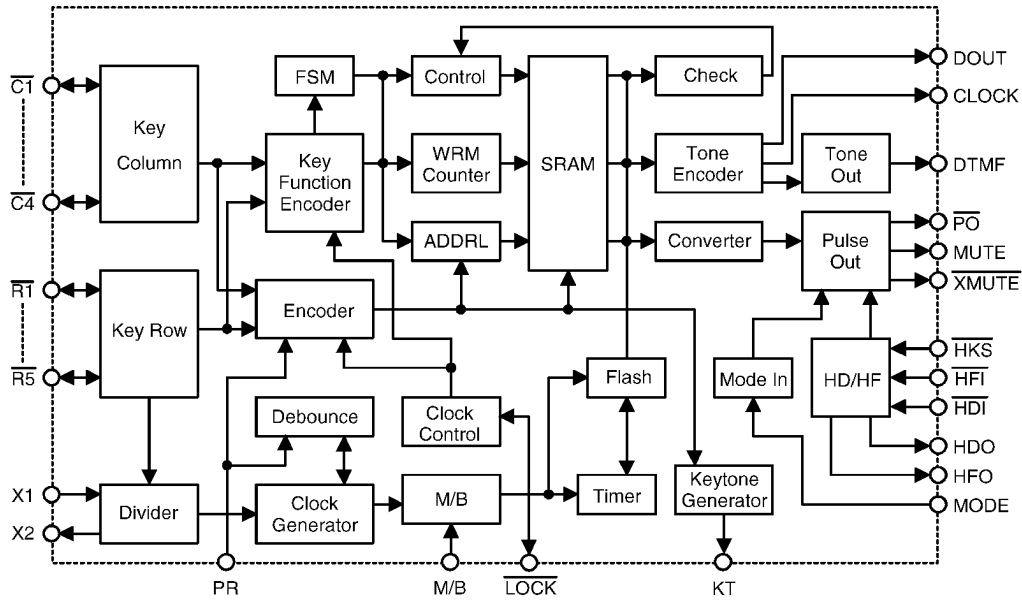 DOUT
FSM
Control
Check
C1
CLOCK
Key
Column
Key
Function
Encoder
WRM
Counter
SRAM
Tone
Encoder
Tone
Out
DTMF
C4
PO
ADDRL
Converter
Pulse
Out
MUTE
XMUTE
R1
Key Row
Encoder
HKS
R5
Flash
Mode In
HD/HF
HFI
HDI
Debounce
Clock
Control
HDO
HFO
X1
Divider
Clock
Generator
M/B
Timer
Keytone
Generator
MODE
X2
PR
M/B
LOCK
KT